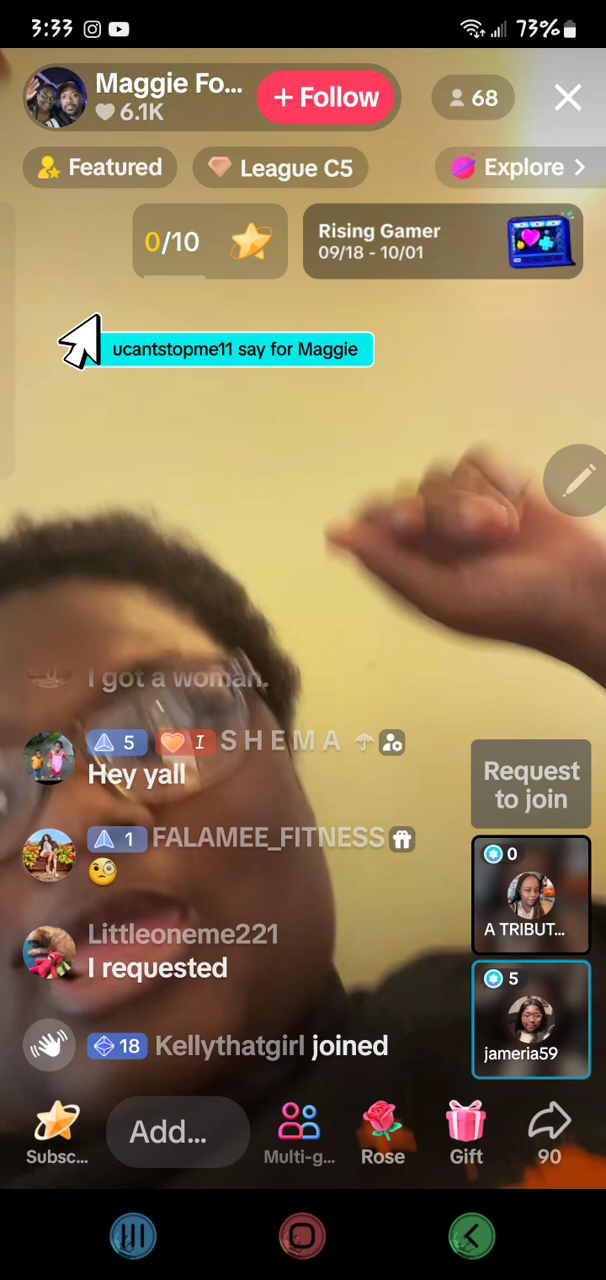 3:33
73%
Maggie Fo...
+ Follow
6.1K
68
Featured
League C5
Explore >
0/10
Rising Gamer
09/18 - 10/01
ucantstopme11 say for Maggie
I got a woman.
5 I S H E M A
Hey yall
1 FALAMEE_FITNESS
Littleoneme221
I requested
18 Kellythatgirl joined
Request
to join
0
A TRIBUT...
5
jameria59
Subsc...
Add...
Multi-g...
Rose
Gift
90